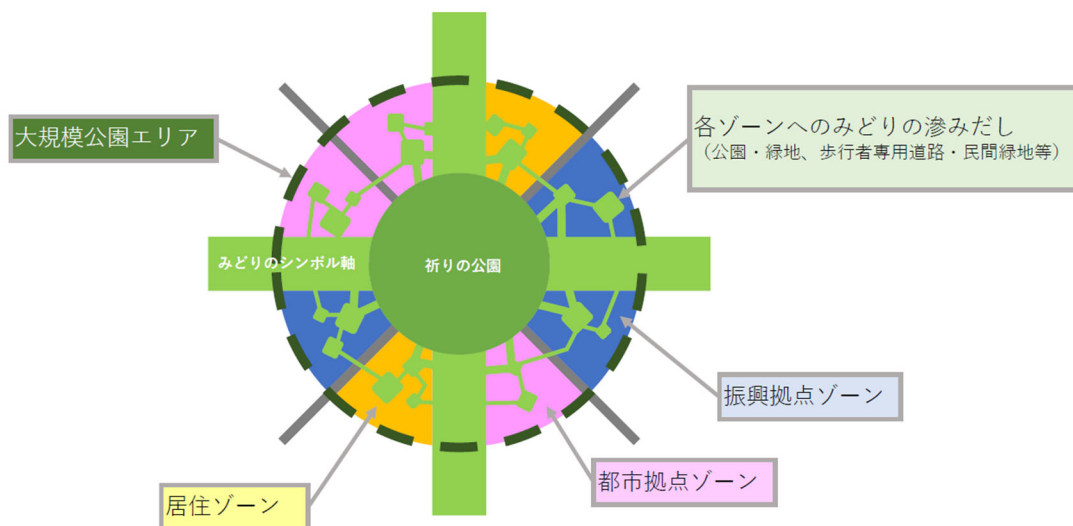 大規模公園エリア
各ゾーンへのみどりの滲みだし
（公園・緑地、歩行者専用道路・民間緑地等）
みどりのシンボル軸
祈りの公園
振興拠点ゾーン
都市拠点ゾーン
居住ゾーン